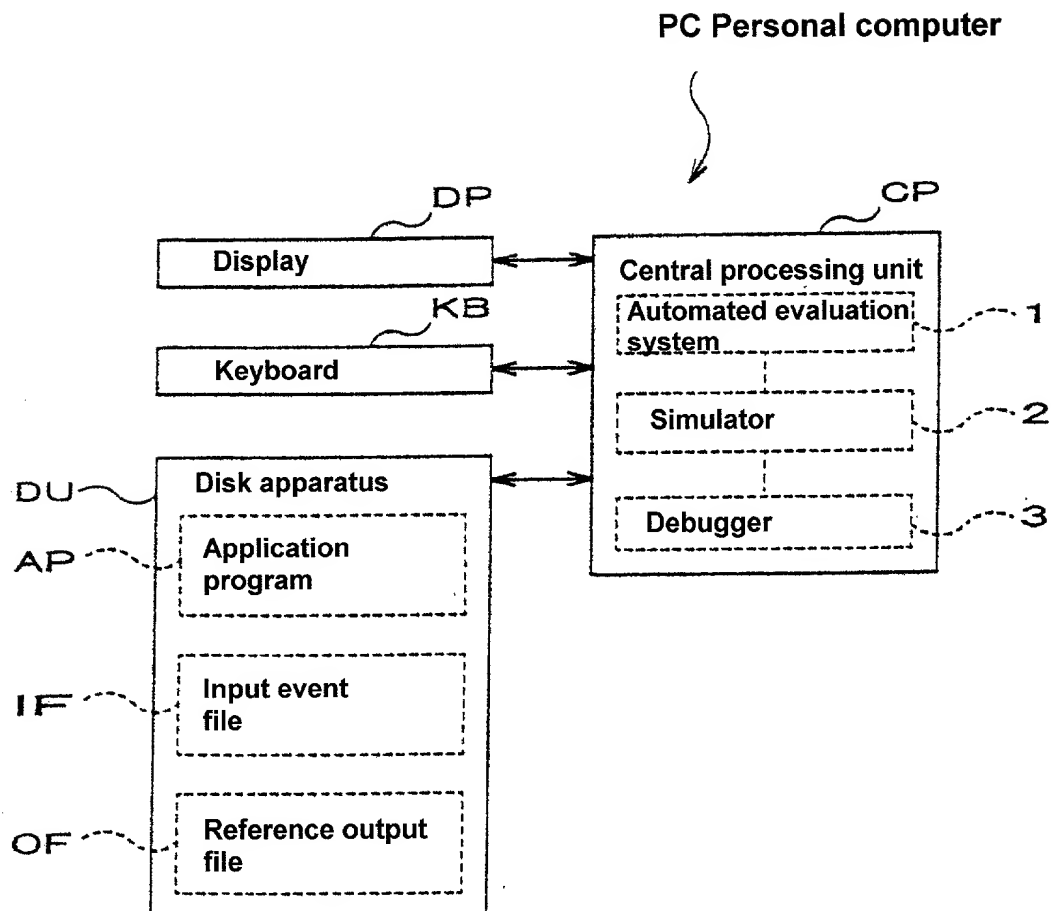 PC Personal computer
DP
CP
Display
Central processing unit
Automated evaluation
system
1
KB
Keyboard
Simulator
2
DU
Disk apparatus
Debugger
3
AP
Application
program
IF
Input event
file
OF
Reference output
file